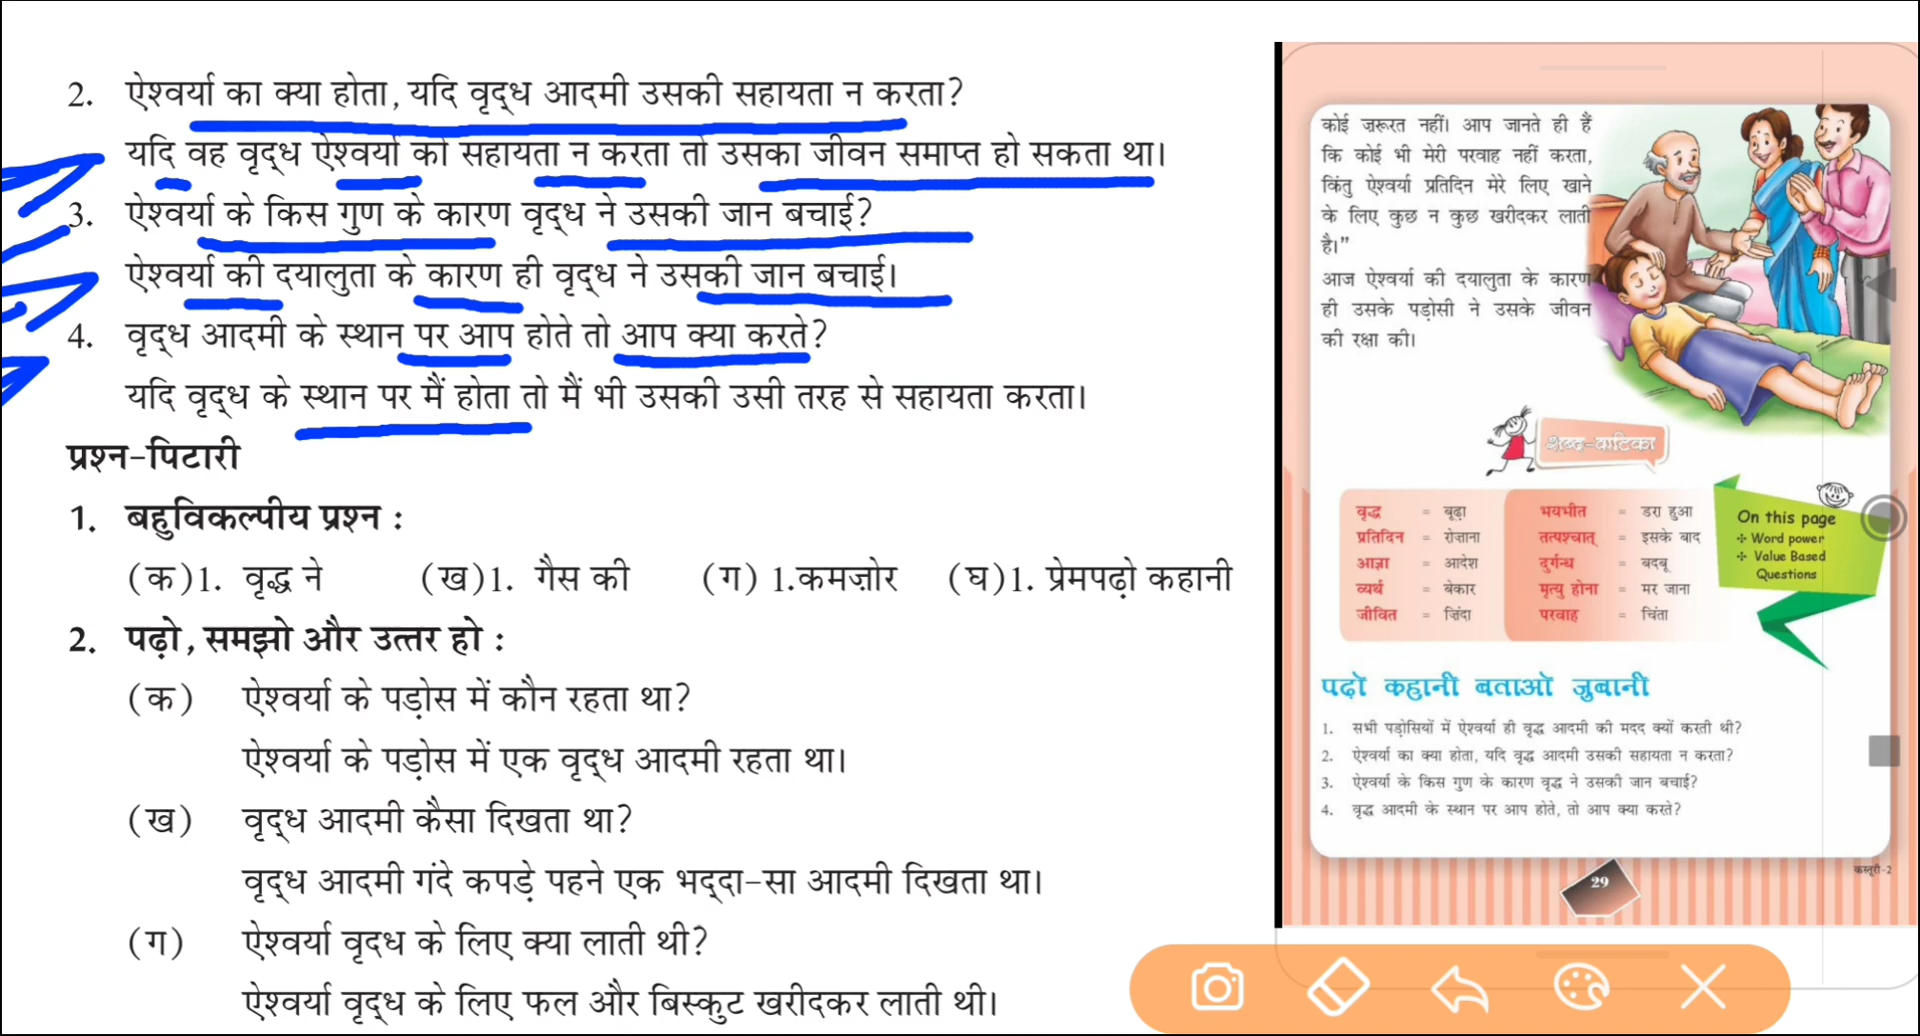 2. ऐश्वर्या का क्या होता, यदि वृद्ध आदमी उसकी सहायता न करता?
यदि वह वृद्ध ऐश्वर्या की सहायता न करता तो उसका जीवन समाप्त हो सकता था।
3. ऐश्वर्या के किस गुण के कारण वृद्ध ने उसकी जान बचाई?
ऐश्वर्या की दयालुता के कारण ही वृद्ध ने उसकी जान बचाई।
4. वृद्ध आदमी के स्थान पर आप होते तो आप क्या करते?
यदि वृद्ध के स्थान पर मैं होता तो मैं भी उसकी उसी तरह से सहायता करता।
प्रश्न-पिटारी
1. बहुविकल्पीय प्रश्न :
(क)1. वृद्ध ने (ख)1. गैस की (ग) 1.कमज़ोर (घ)1. प्रेमपढ़ो कहानी
2. पढ़ो, समझो और उत्तर हो :
(क) ऐश्वर्या के पड़ोस में कौन रहता था?
ऐश्वर्या के पड़ोस में एक वृद्ध आदमी रहता था।
(ख) वृद्ध आदमी कैसा दिखता था?
वृद्ध आदमी गंदे कपड़े पहने एक भद्दा-सा आदमी दिखता था।
(ग) ऐश्वर्या वृदध के लिए क्या लाती थी?
ऐश्वर्या वृद्ध के लिए फल और बिस्कुट खरीदकर लाती थी।
कोई ज़रूरत नहीं। आप जानते ही हैं
कि कोई भी मेरी परवाह नहीं करता,
किंतु ऐश्वर्या प्रतिदिन मेरे लिए खाने
के लिए कुछ न कुछ खरीदकर लाती
है।”
आज ऐश्वर्या की दयालुता के कारण
ही उसके पड़ोसी ने उसके जीवन
की रक्षा की।
शब्द-वाटिका
वृद्ध = बूढ़ा भयभीत = डरा हुआ
प्रतिदिन = रोज़ाना तत्पश्चात् = इसके बाद
आज्ञा = आदेश दुर्गन्ध = बदबू
व्यर्थ = बेकार मृत्यु होना = मर जाना
जीवित = ज़िंदा परवाह = चिंता
On this page
✣ Word power
✣ Value Based
Questions
पढ़ो कहानी बताओ ज़ुबानी
1. सभी पड़ोसियों में ऐश्वर्या ही वृद्ध आदमी की मदद क्यों करती थी?
2. ऐश्वर्या का क्या होता, यदि वृद्ध आदमी उसकी सहायता न करता?
3. ऐश्वर्या के किस गुण के कारण वृद्ध ने उसकी जान बचाई?
4. वृद्ध आदमी के स्थान पर आप होते, तो आप क्या करते?
29
कस्तूरी-2